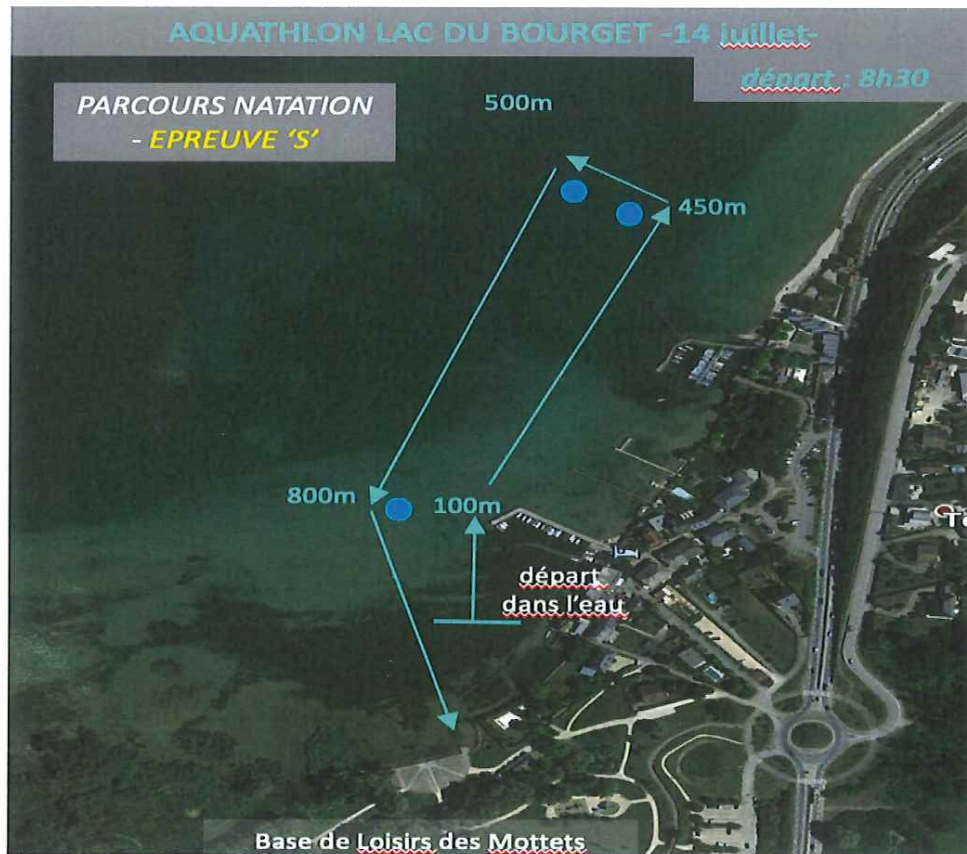 AQUATHLON LAC DU BOURGET -14 juillet-
départ : 8h30
PARCOURS NATATION
- EPREUVE ‘S’
500m
450m
800m
100m
départ
dans l’eau
Base de Loisirs des Mottets